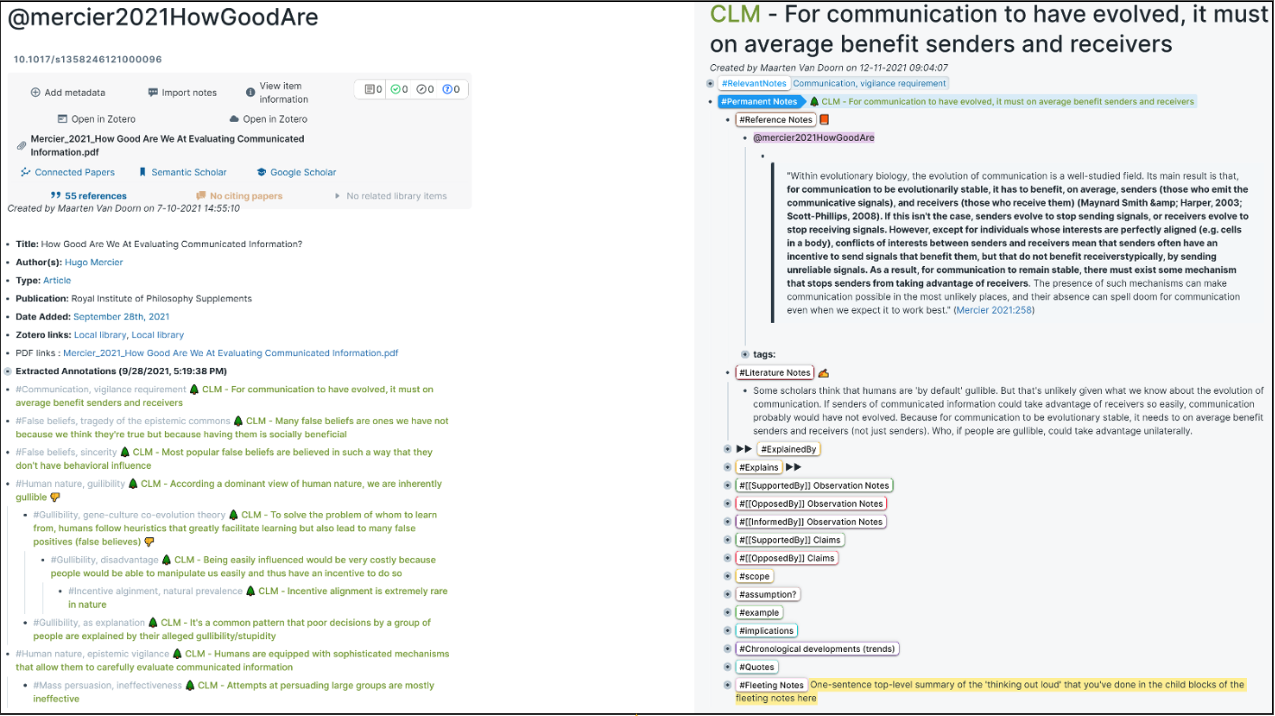 @mercier2021HowGoodAre
10.1017/s1358246121000096
Add metadata
Import notes
View item
information
0 0 0 0
Open in Zotero
Open in Zotero
Mercier_2021_How Good Are We At Evaluating Communicated
Information.pdf
Connected Papers
Semantic Scholar
Google Scholar
55 references
No citing papers
No related library items
Created by Maarten Van Doorn on 7-10-2021 14:55:10
Title: How Good Are We At Evaluating Communicated Information?
Author(s): Hugo Mercier
Type: Article
Publication: Royal Institute of Philosophy Supplements
Date Added: September 28th, 2021
Zotero links: Local library, Local library
PDF links : Mercier_2021_How Good Are We At Evaluating Communicated Information.pdf
Extracted Annotations (9/28/2021, 5:19:38 PM)
#Communication, vigilance requirement 🌲 CLM - For communication to have evolved, it must on
average benefit senders and receivers
#False beliefs, tragedy of the epistemic commons 🌲 CLM - Many false beliefs are ones we have not
because we think they're true but because having them is socially beneficial
#False beliefs, sincerity 🌲 CLM - Most popular false beliefs are believed in such a way that they
don't have behavioral influence
#Human nature, gullibility 🌲 CLM - According a dominant view of human nature, we are inherently
gullible 👎
#Gullibility, gene-culture co-evolution theory 🌲 CLM - To solve the problem of whom to learn
from, humans follow heuristics that greatly facilitate learning but also lead to many false
positives (false believes) 👎
#Gullibility, disadvantage 🌲 CLM - Being easily influenced would be very costly because
people would be able to manipulate us easily and thus have an incentive to do so
#Incentive alginment, natural prevalence 🌲 CLM - Incentive alignment is extremely rare
in nature
#Gullibility, as explanation 🌲 CLM - It's a common pattern that poor decisions by a group of
people are explained by their alleged gullibility/stupidity
#Human nature, epistemic vigilance 🌲 CLM - Humans are equipped with sophisticated mechanisms
that allow them to carefully evaluate communicated information
#Mass persuasion, ineffectiveness 🌲 CLM - Attempts at persuading large groups are mostly
ineffective
CLM - For communication to have evolved, it must
on average benefit senders and receivers
Created by Maarten Van Doorn on 12-11-2021 09:04:07
#RelevantNotes Communication, vigilance requirement
#Permanent Notes 🌲 CLM - For communication to have evolved, it must on average benefit senders and receivers
#Reference Notes 📙
@mercier2021HowGoodAre
"Within evolutionary biology, the evolution of communication is a well-studied field. Its main result is that,
for communication to be evolutionarily stable, it has to benefit, on average, senders (those who emit the
communicative signals), and receivers (those who receive them) (Maynard Smith &amp; Harper, 2003;
Scott-Phillips, 2008). If this isn't the case, senders evolve to stop sending signals, or receivers evolve to
stop receiving signals. However, except for individuals whose interests are perfectly aligned (e.g. cells
in a body), conflicts of interests between senders and receivers mean that senders often have an
incentive to send signals that benefit them, but that do not benefit receiverstypically, by sending
unreliable signals. As a result, for communication to remain stable, there must exist some mechanism
that stops senders from taking advantage of receivers. The presence of such mechanisms can make
communication possible in the most unlikely places, and their absence can spell doom for communication
even when we expect it to work best." (Mercier 2021:258)
tags:
#Literature Notes ✍
Some scholars think that humans are 'by default' gullible. But that's unlikely given what we know about the evolution of
communication. If senders of communicated information could take advantage of receivers so easily, communication
probably would have not evolved. Because for communication to be evolutionary stable, it needs to on average benefit
senders and receivers (not just senders). Who, if people are gullible, could take advantage unilaterally.
▶▶ #ExplainedBy
#Explains ▶▶
#[[SupportedBy]] Observation Notes
#[[OpposedBy]] Observation Notes
#[[InformedBy]] Observation Notes
#[[SupportedBy]] Claims
#[[OpposedBy]] Claims
#scope
#assumption?
#example
#implications
#Chronological developments (trends)
#Quotes
#Fleeting Notes One-sentence top-level summary of the 'thinking out loud' that you've done in the child blocks of the
fleeting notes here